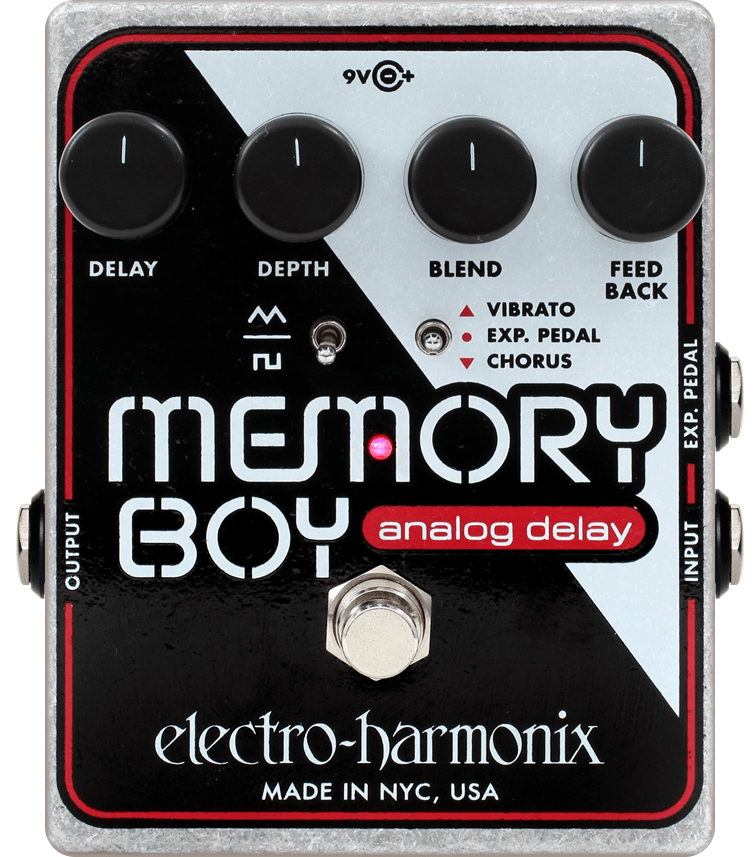 9V +
DELAY
DEPTH
BLEND
FEED
BACK
VIBRATO
EXP. PEDAL
CHORUS
EXP. PEDAL
MEMORY
BOY
analog delay
OUTPUT
INPUT
electro-harmonix
MADE IN NYC, USA